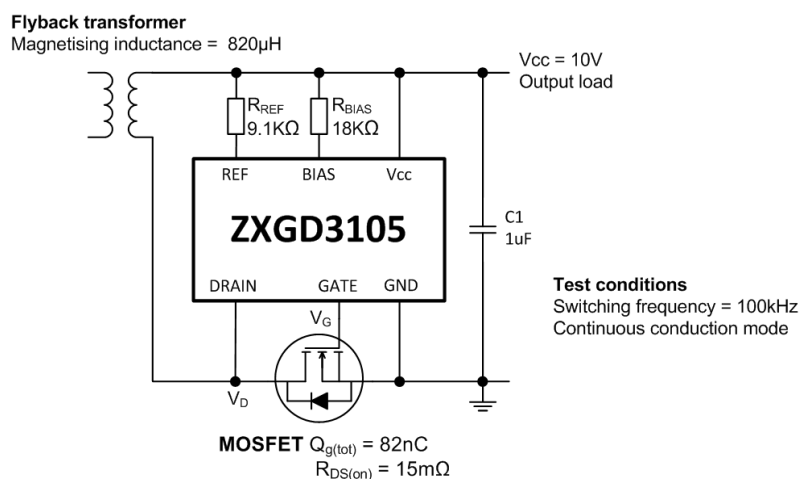 Flyback transformer
Magnetising inductance = 820µH
Vcc = 10V
Output load
RREF
9.1KΩ
RBIAS
18KΩ
REF BIAS Vcc
ZXGD3105
C1
1uF
DRAIN GATE GND
VG
Test conditions
Switching frequency = 100kHz
Continuous conduction mode
VD
MOSFET Qg(tot) = 82nC
RDS(on) = 15mΩ